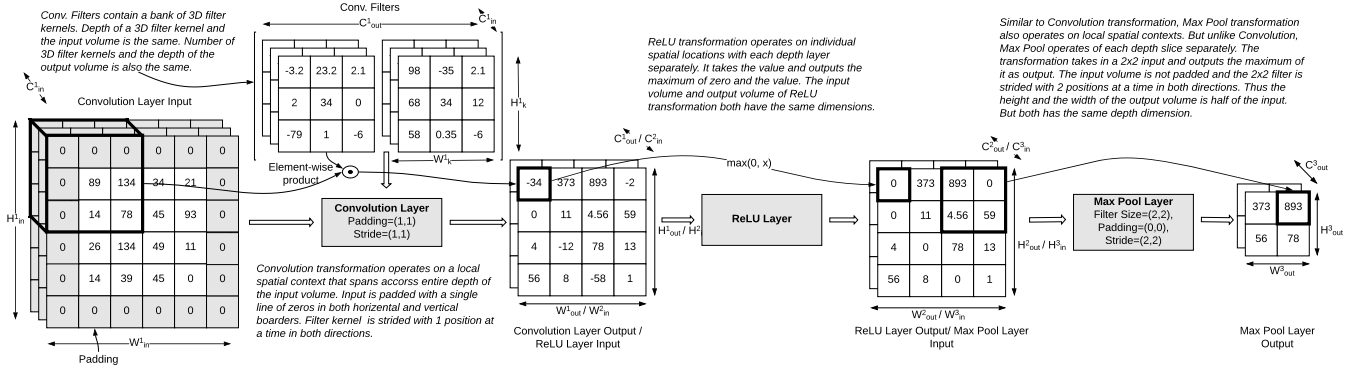 Conv. Filters contain a bank of 3D filter
kernels. Depth of a 3D filter kernel and
the input volume is the same. Number of
3D filter kernels and the depth of the
output volume is also the same.
C¹in
Convolution Layer Input
H¹in
0 0 0 0 0 0
0 89 134 34 21 0
0 14 78 45 93 0
0 26 134 49 11 0
0 14 39 45 0 0
0 0 0 0 0 0
W¹in
Padding
Conv. Filters
C¹out
C¹in
-3.2 23.2 2.1
2 34 0
-79 1 -6
98 -35 2.1
68 34 12
58 0.35 -6
H¹k
W¹k
Element-wise
product
Convolution Layer
Padding=(1,1)
Stride=(1,1)
Convolution transformation operates on a local
spatial context that spans accorss entire depth of
the input volume. Input is padded with a single
line of zeros in both horizontal and vertical
boarders. Filter kernel is strided with 1 position at
a time in both directions.
C¹out / C²in
-34 373 893 -2
0 11 4.56 59
4 -12 78 13
56 8 -58 1
H¹out / H²
W¹out / W²in
Convolution Layer Output /
ReLU Layer Input
ReLU transformation operates on individual
spatial locations with each depth layer
separately. It takes the value and outputs the
maximum of zero and the value. The input
volume and output volume of ReLU
transformation both have the same dimensions.
max(0, x)
ReLU Layer
C²out / C³in
0 373 893 0
0 11 4.56 59
4 0 78 13
56 8 0 1
H²out / H³in
W²out / W³in
ReLU Layer Output/ Max Pool Layer
Input
Similar to Convolution transformation, Max Pool transformation
also operates on local spatial contexts. But unlike Convolution,
Max Pool operates of each depth slice separately. The
transformation takes in a 2x2 input and outputs the maximum of
it as output. The input volume is not padded and the 2x2 filter is
strided with 2 positions at a time in both directions. Thus the
height and the width of the output volume is half of the input.
But both has the same depth dimension.
Max Pool Layer
Filter Size=(2,2),
Padding=(0,0),
Stride=(2,2)
C³out
373 893
56 78
H³out
W³out
Max Pool Layer
Output